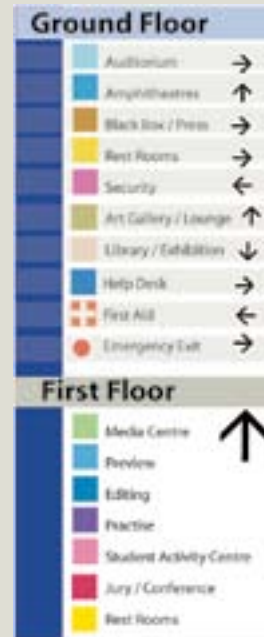 Ground Floor
Auditorium →
Amphitheatres ↑
Black Box / Press →
Rest Rooms →
Security ←
Art Gallery / Lounge ↑
Library / Exhibition ↓
Help Desk →
First Aid ←
Emergency Exit →
First Floor ↑
Media Centre
Preview
Editing
Practise
Student Activity Centre
Jury / Conference
Rest Rooms